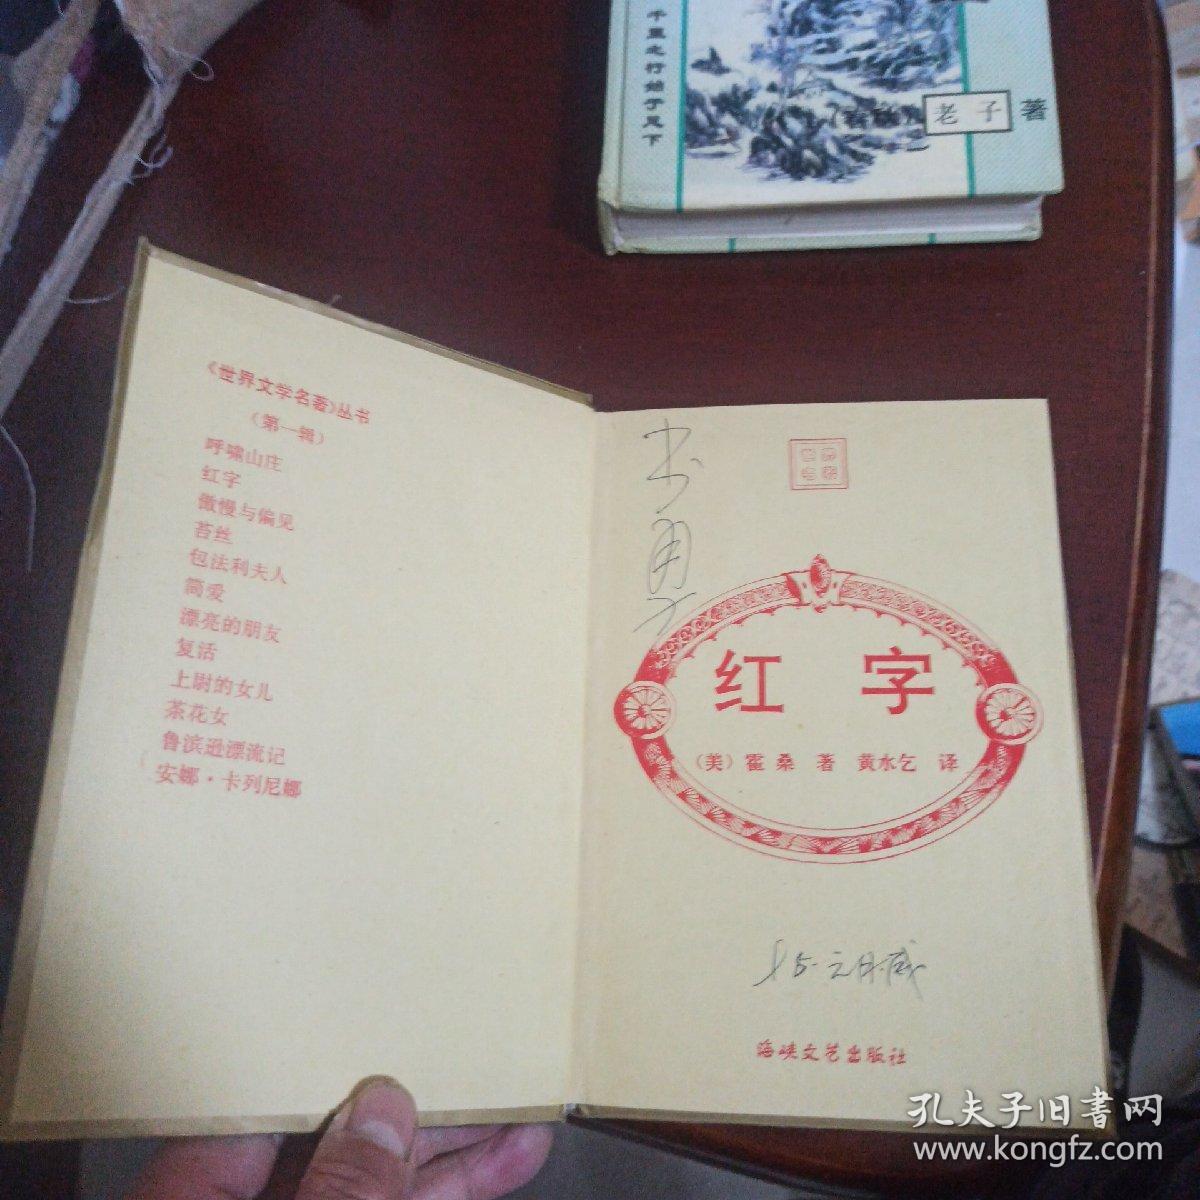 千里之行始于足下
老子 著
《世界文学名著》丛书
(第一辑)
呼啸山庄
红字
傲慢与偏见
苔丝
包法利夫人
简爱
漂亮的朋友
复活
上尉的女儿
茶花女
鲁滨逊漂流记
安娜·卡列尼娜
红 字
(美) 霍桑 著 黄水乞 译
海峡文艺出版社
孔夫子旧書网
www.kongfz.com